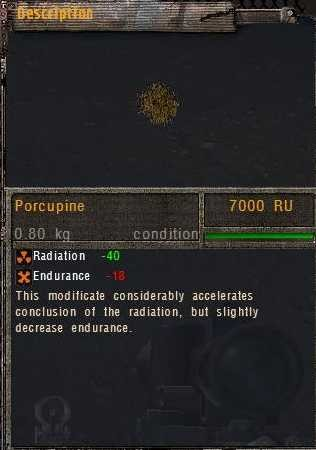 Description
Porcupine
7000 RU
0.80 kg
condition
Radiation -40
Endurance -18
This modificate considerably accelerates
conclusion of the radiation, but slightly
decrease endurance.